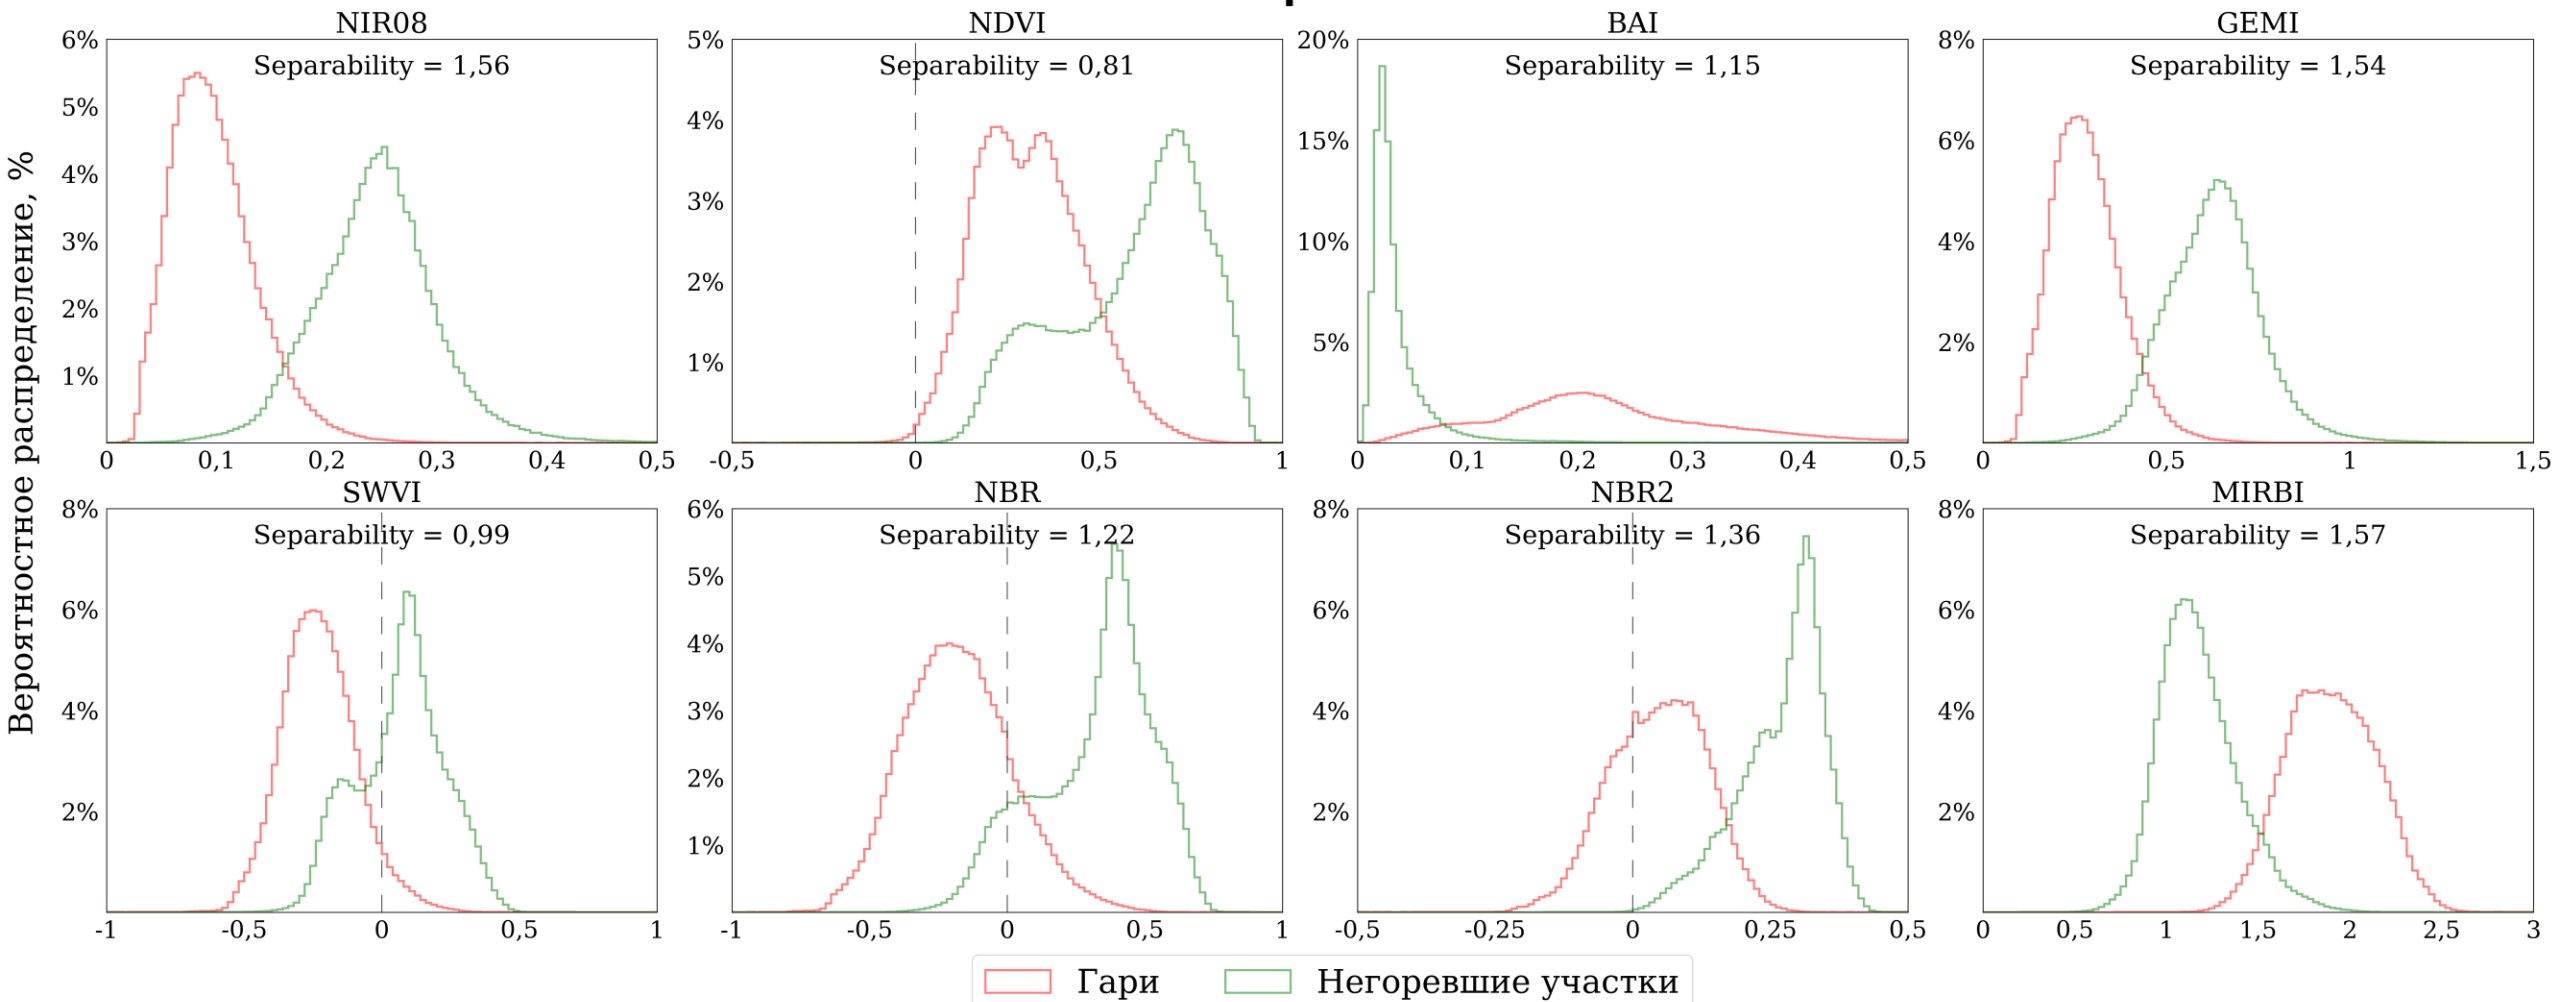 Вероятностное распределение, %
NIR08
Separability = 1,56
6%
5%
4%
3%
2%
1%
0 0,1 0,2 0,3 0,4 0,5
NDVI
Separability = 0,81
5%
4%
3%
2%
1%
-0,5 0 0,5 1
BAI
Separability = 1,15
20%
15%
10%
5%
0 0,1 0,2 0,3 0,4 0,5
GEMI
Separability = 1,54
8%
6%
4%
2%
0 0,5 1 1,5
SWVI
Separability = 0,99
8%
6%
4%
2%
-1 -0,5 0 0,5 1
NBR
Separability = 1,22
6%
5%
4%
3%
2%
1%
-1 -0,5 0 0,5 1
NBR2
Separability = 1,36
8%
6%
4%
2%
-0,5 -0,25 0 0,25 0,5
MIRBI
Separability = 1,57
8%
6%
4%
2%
0 0,5 1 1,5 2 2,5 3
Гари Негоревшие участки